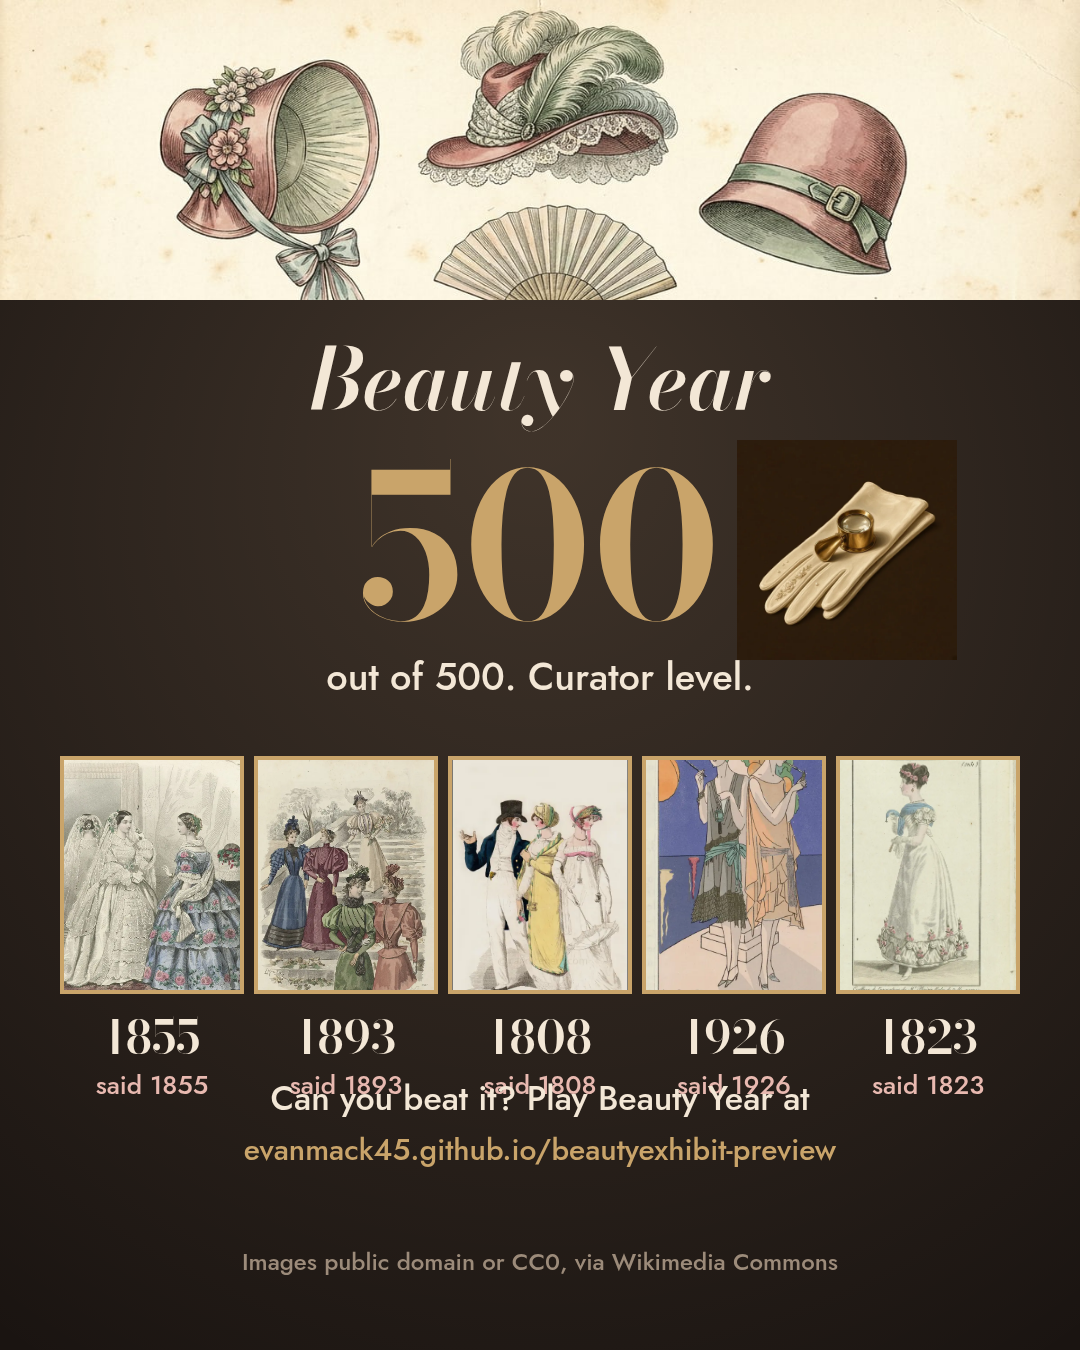 Beauty Year
500
out of 500. Curator level.
1855 1893 1808 1926 1823
said 1855 said 1893 said 1808 said 1926 said 1823
Can you beat it? Play Beauty Year at
evanmack45.github.io/beautyexhibit-preview
Images public domain or CC0, via Wikimedia Commons